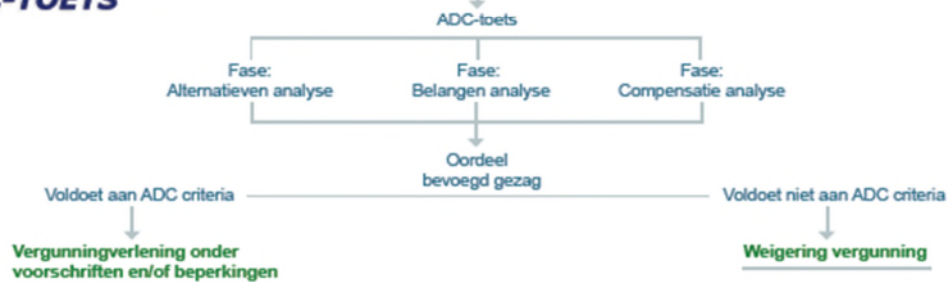 -TOETS
ADC-toets
Fase:
Alternatieven analyse
Fase:
Belangen analyse
Fase:
Compensatie analyse
Oordeel
bevoegd gezag
Voldoet aan ADC criteria
Voldoet niet aan ADC criteria
Vergunningverlening onder
voorschriften en/of beperkingen
Weigering vergunning